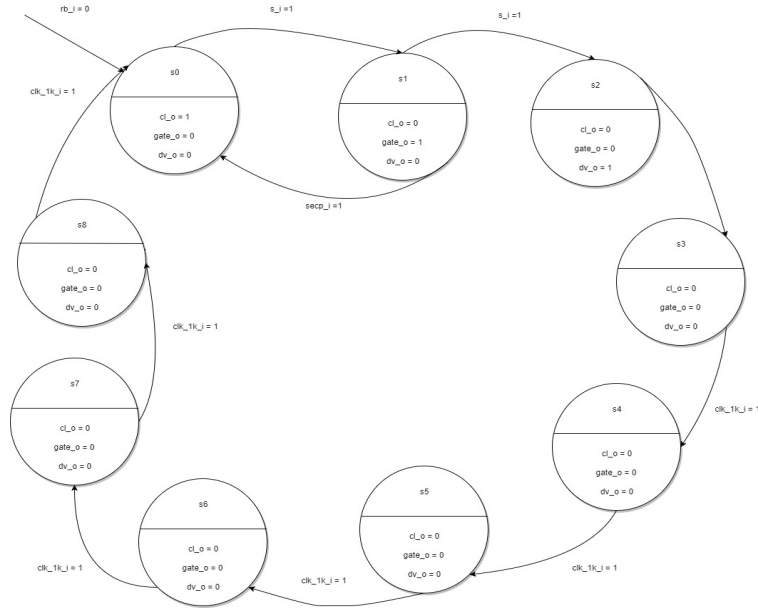 rb_i = 0
s_i =1
s_i =1
s0
cl_o = 1
gate_o = 0
dv_o = 0
s1
cl_o = 0
gate_o = 1
dv_o = 0
s2
cl_o = 0
gate_o = 0
dv_o = 1
clk_1k_i = 1
secp_i =1
s8
cl_o = 0
gate_o = 0
dv_o = 0
s3
cl_o = 0
gate_o = 0
dv_o = 0
clk_1k_i = 1
s7
cl_o = 0
gate_o = 0
dv_o = 0
s4
cl_o = 0
gate_o = 0
dv_o = 0
clk_1k_i = 1
s6
cl_o = 0
gate_o = 0
dv_o = 0
s5
cl_o = 0
gate_o = 0
dv_o = 0
clk_1k_i = 1
clk_1k_i = 1
clk_1k_i = 1